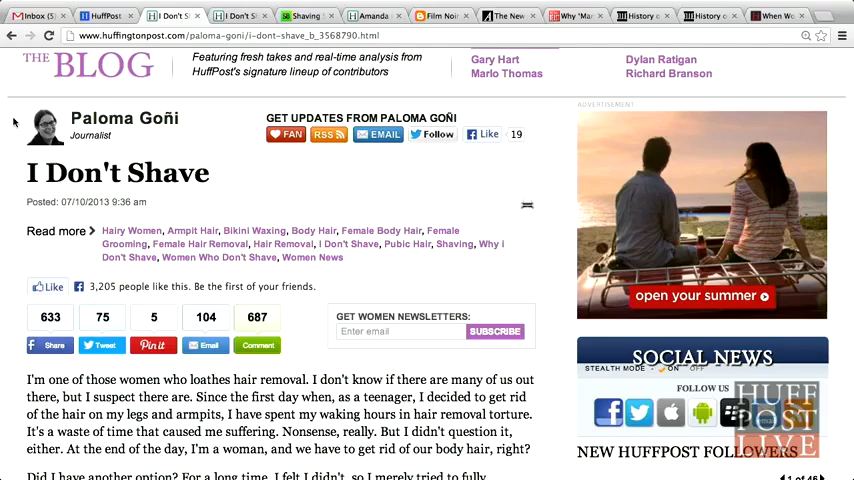 Inbox (5)
HuffPost
I Don't S
I Don't S
Shaving
Amanda
Film Noir
The New
Why "Mar
History o
History o
When Wo
www.huffingtonpost.com/paloma-goni/i-dont-shave_b_3568790.html
THE BLOG
Featuring fresh takes and real-time analysis from
HuffPost's signature lineup of contributors
Gary Hart
Marlo Thomas
Dylan Ratigan
Richard Branson
ADVERTISEMENT
Paloma Goñi
Journalist
GET UPDATES FROM PALOMA GOÑI
FAN RSS EMAIL Follow Like 19
I Don't Shave
Posted: 07/10/2013 9:36 am
Read more Hairy Women, Armpit Hair, Bikini Waxing, Body Hair, Female Body Hair, Female
Grooming, Female Hair Removal, Hair Removal, I Don't Shave, Pubic Hair, Shaving, Why i
Don't Shave, Women Who Don't Shave, Women News
Like 3,205 people like this. Be the first of your friends.
633 75 5 104 687
Share Tweet Pin it Email Comment
GET WOMEN NEWSLETTERS:
Enter email SUBSCRIBE
I'm one of those women who loathes hair removal. I don't know if there are many of us out
there, but I suspect there are. Since the first day when, as a teenager, I decided to get rid
of the hair on my legs and armpits, I have spent my waking hours in hair removal torture.
It's a waste of time that caused me suffering. Nonsense, really. But I didn't question it,
either. At the end of the day, I'm a woman, and we have to get rid of our body hair, right?
Did I have another option? For a long time, I felt I didn't, so I merely tried to fully
open your summer
SOCIAL NEWS
STEALTH MODE ON OFF
FOLLOW US
HUFF
POST
LIVE
NEW HUFFPOST FOLLOWERS
1 of 46